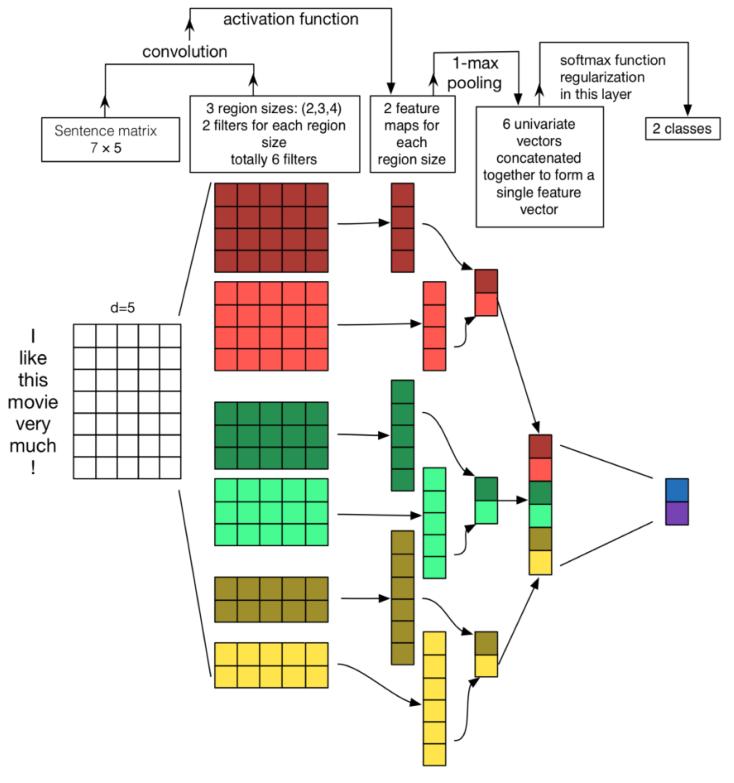 activation function
convolution
1-max
pooling
softmax function
regularization
in this layer
Sentence matrix
7 × 5
3 region sizes: (2,3,4)
2 filters for each region
size
totally 6 filters
2 feature
maps for
each
region size
6 univariate
vectors
concatenated
together to form a
single feature
vector
2 classes
d=5
I
like
this
movie
very
much
!